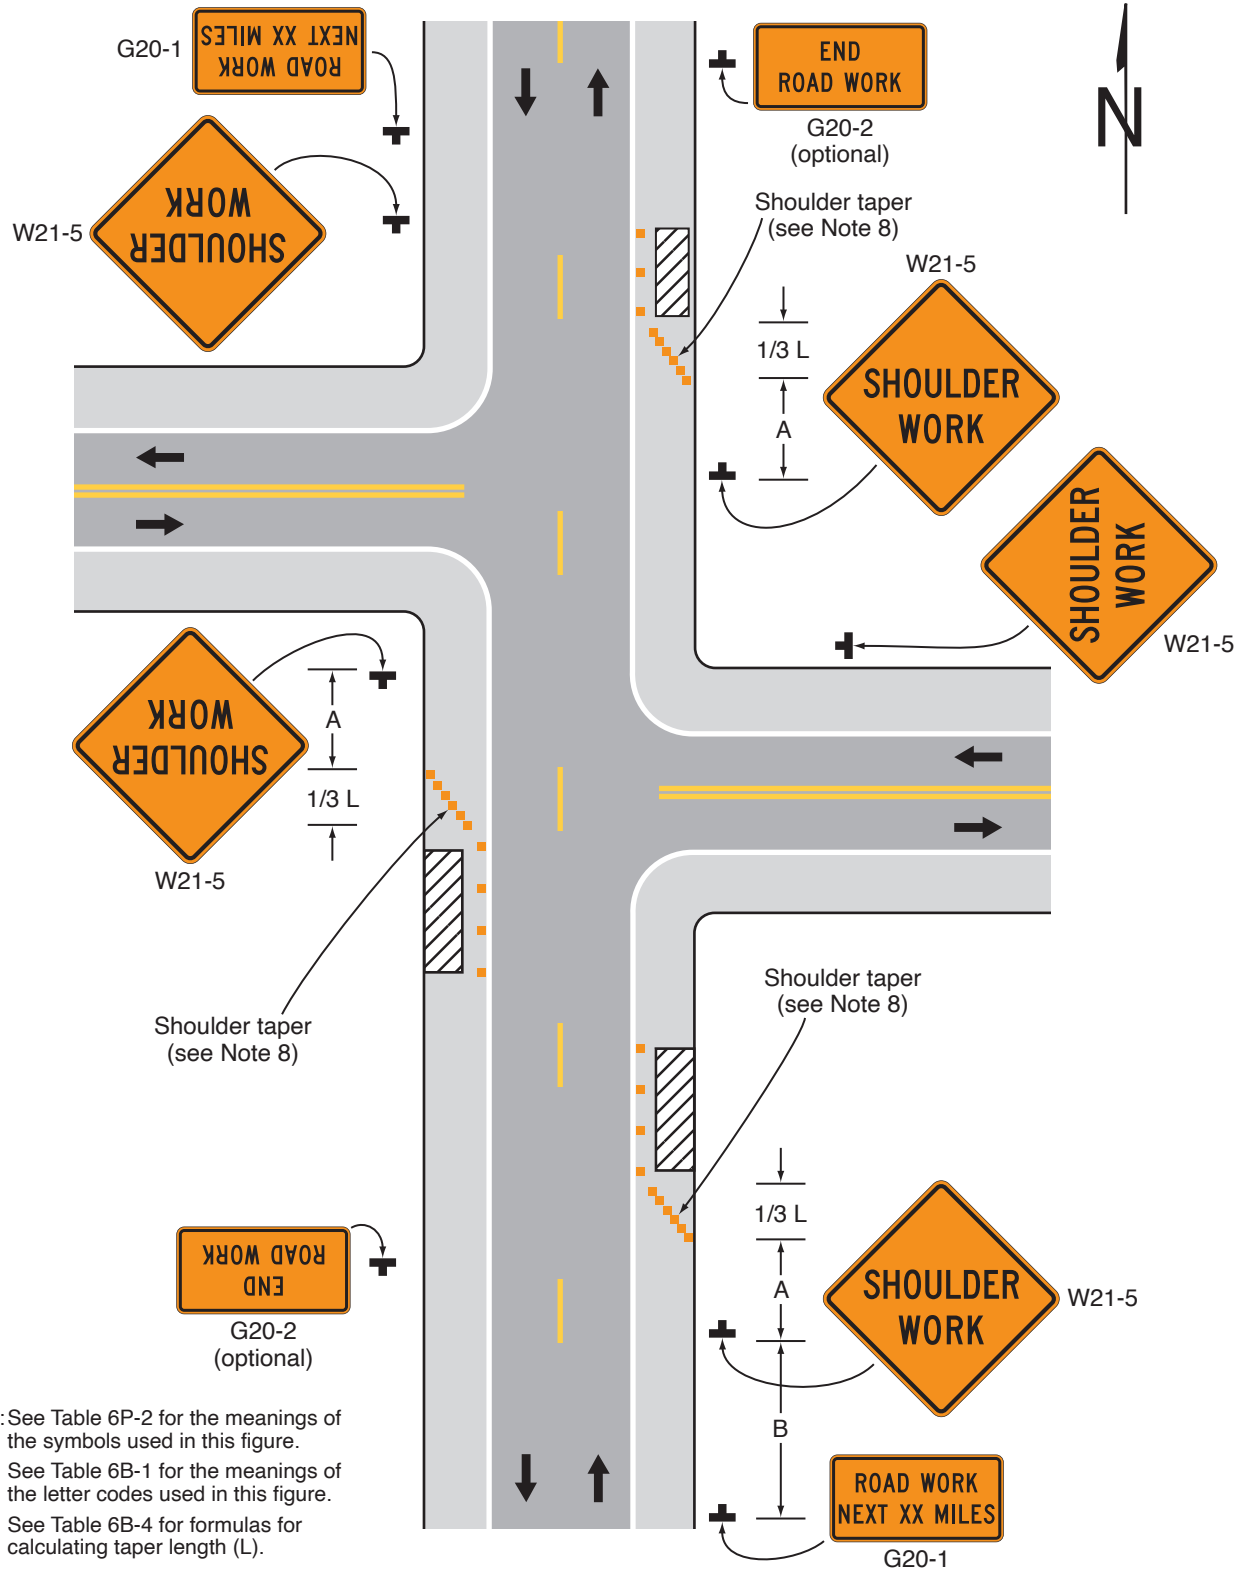 G20-1
ROAD WORK
NEXT XX MILES
END
ROAD WORK
G20-2
(optional)
N
W21-5
SHOULDER
WORK
Shoulder taper
(see Note 8)
W21-5
SHOULDER
WORK
1/3 L
A
SHOULDER
WORK
W21-5
SHOULDER
WORK
A
1/3 L
W21-5
Shoulder taper
(see Note 8)
Shoulder taper
(see Note 8)
1/3 L
A
B
SHOULDER
WORK
W21-5
END
ROAD WORK
G20-2
(optional)
ROAD WORK
NEXT XX MILES
G20-1
: See Table 6P-2 for the meanings of
the symbols used in this figure.
See Table 6B-1 for the meanings of
the letter codes used in this figure.
See Table 6B-4 for formulas for
calculating taper length (L).